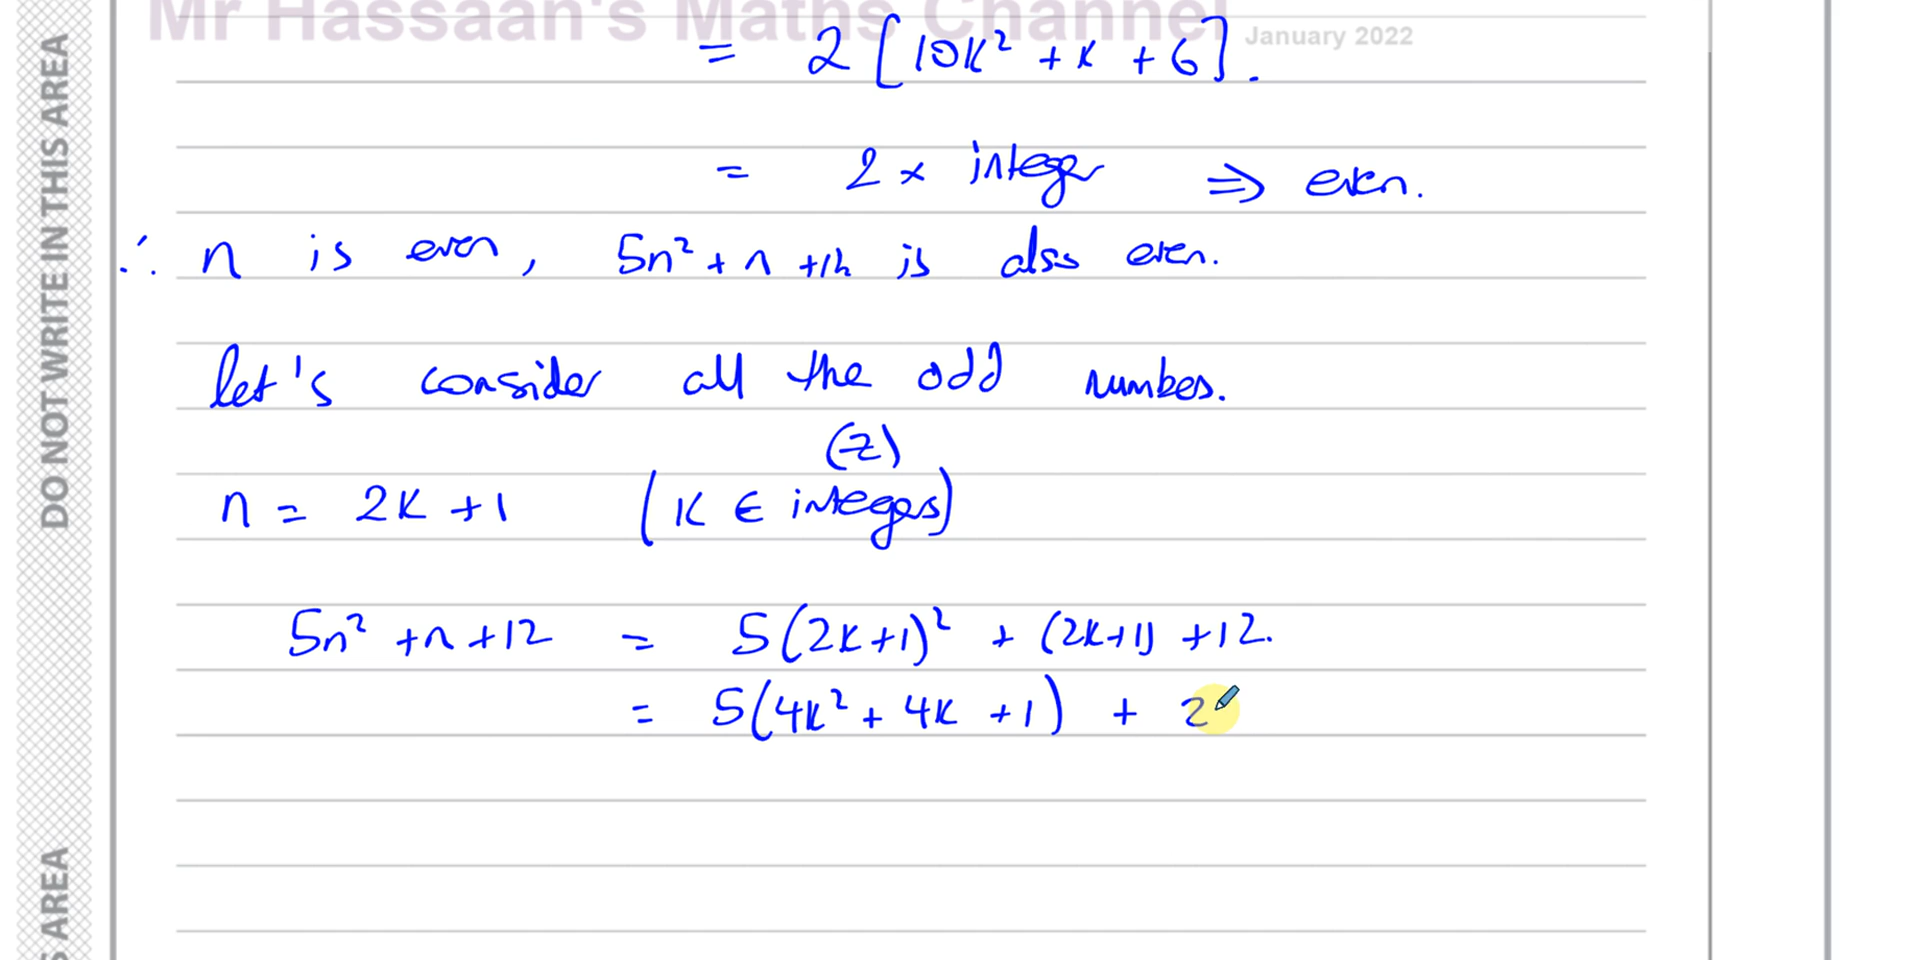 Mr Hassaan's Maths Channel
January 2022
= 2 [10k² + k + 6].
= 2 × integer ⇒ even.
∴ n is even, 5n² + n + 12 is also even.
let's consider all the odd numbers.
(Z)
n = 2k + 1 (k ∈ integers)
5n² + n + 12 = 5(2k+1)² + (2k+1) + 12.
= 5(4k² + 4k + 1) + 2
DO NOT WRITE IN THIS AREA
S AREA